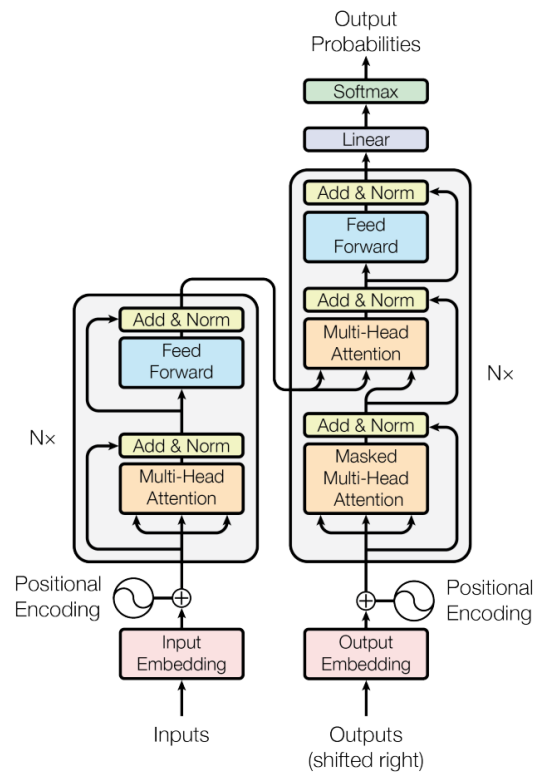 Output
Probabilities
Softmax
Linear
Add & Norm
Feed
Forward
Add & Norm
Multi-Head
Attention
Add & Norm
Masked
Multi-Head
Attention
N×
Add & Norm
Feed
Forward
Add & Norm
Multi-Head
Attention
N×
Positional
Encoding
Positional
Encoding
Input
Embedding
Output
Embedding
Inputs
Outputs
(shifted right)